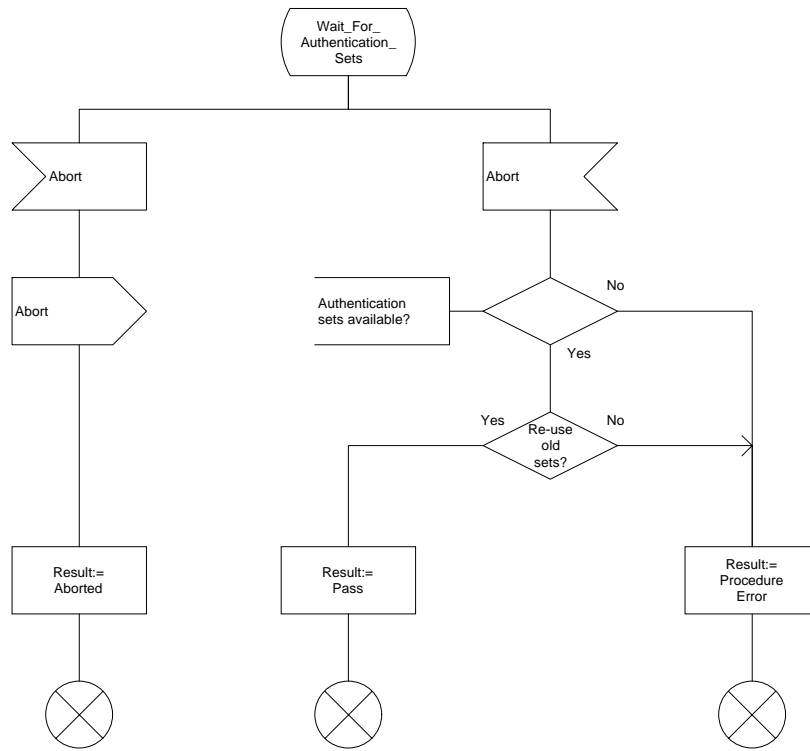 Wait_For_
Authentication_
Sets
Abort
Abort
Abort
Authentication
sets available?
No
Yes
Yes
Re-use
old
sets?
No
Result:=
Aborted
Result:=
Pass
Result:=
Procedure
Error